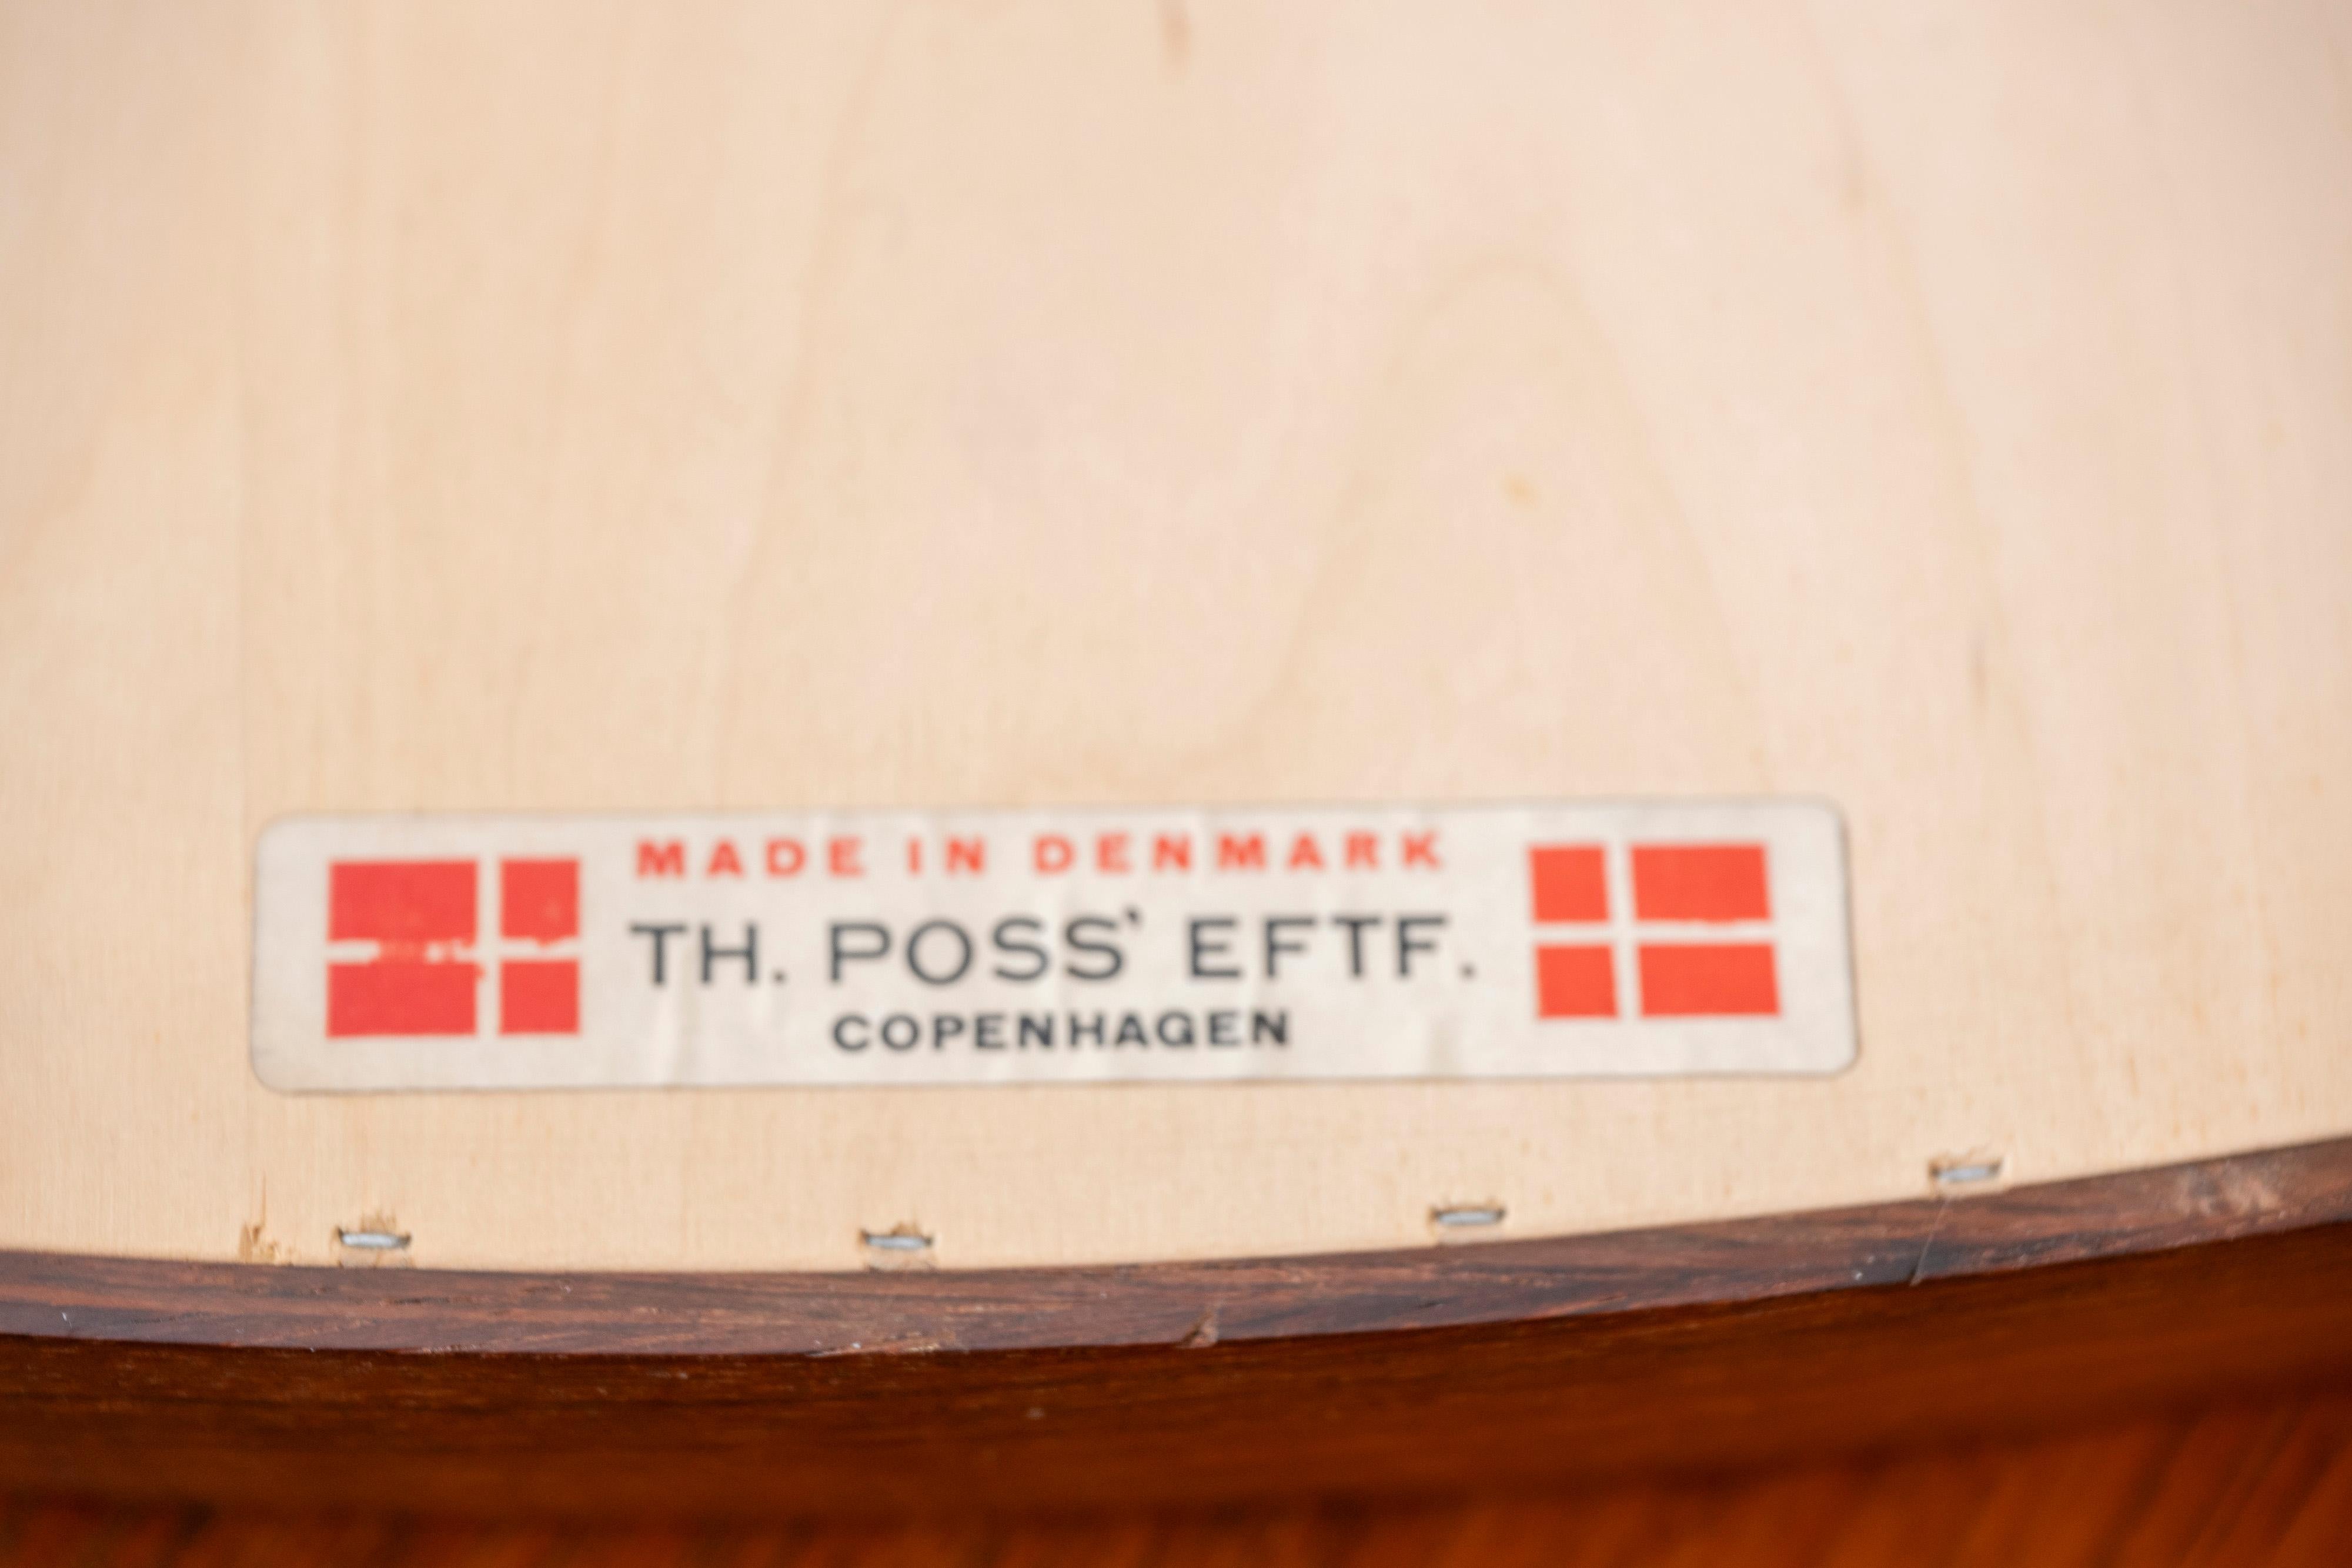 MADE IN DENMARK
TH. POSS' EFTF.
COPENHAGEN